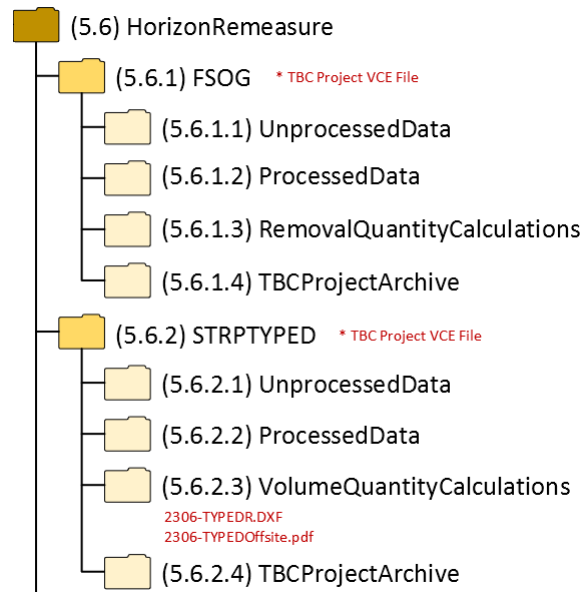 (5.6) HorizonRemeasure
(5.6.1) FSOG * TBC Project VCE File
(5.6.1.1) UnprocessedData
(5.6.1.2) ProcessedData
(5.6.1.3) RemovalQuantityCalculations
(5.6.1.4) TBCProjectArchive
(5.6.2) STRPTYPED * TBC Project VCE File
(5.6.2.1) UnprocessedData
(5.6.2.2) ProcessedData
(5.6.2.3) VolumeQuantityCalculations
2306-TYPEDR.DXF
2306-TYPEDOffsite.pdf
(5.6.2.4) TBCProjectArchive